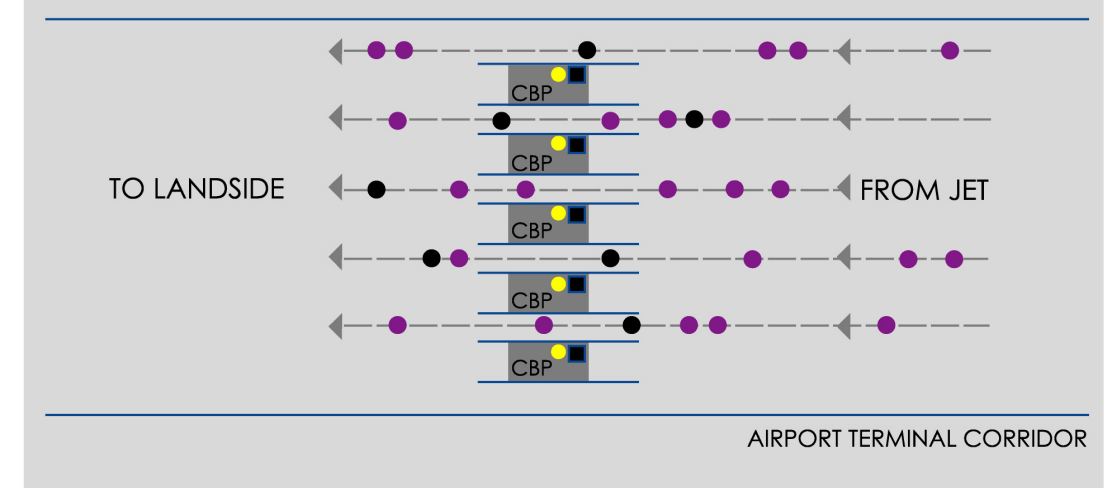 CBP
CBP
TO LANDSIDE
FROM JET
CBP
CBP
CBP
AIRPORT TERMINAL CORRIDOR